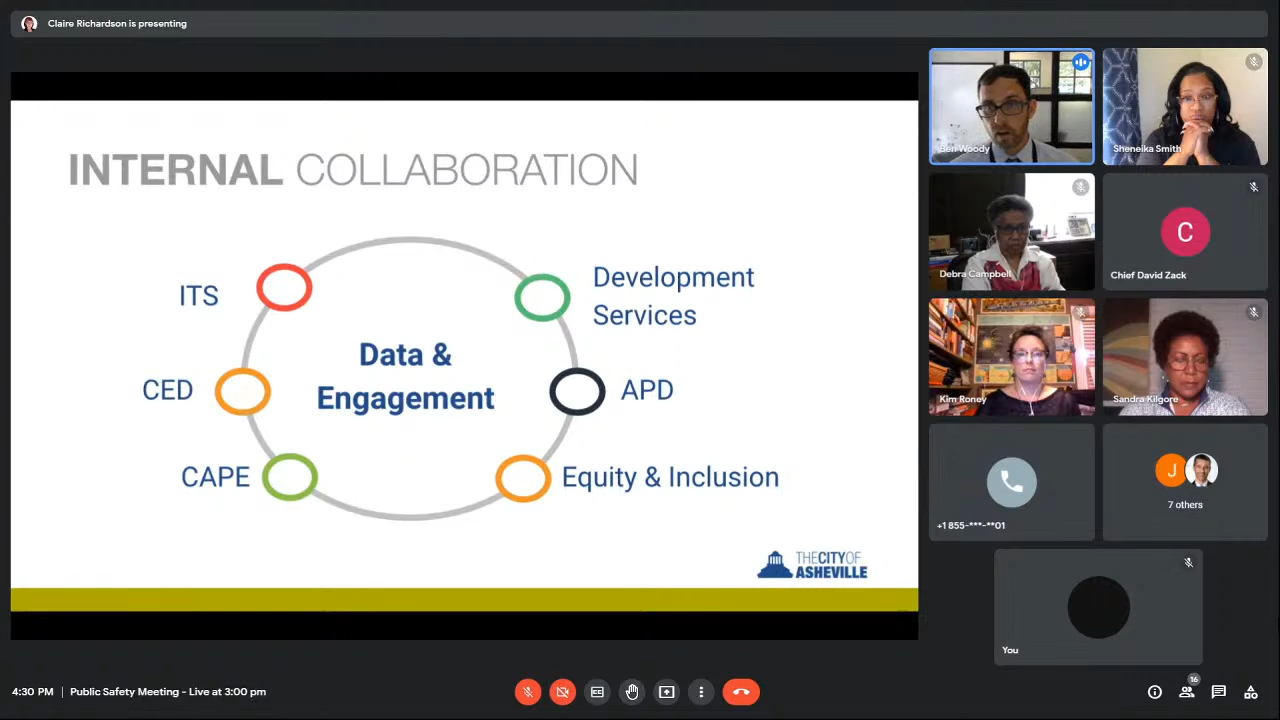 Claire Richardson is presenting
INTERNAL COLLABORATION
ITS
Development
Services
Data &
Engagement
CED
APD
CAPE
Equity & Inclusion
THE CITY OF
ASHEVILLE
Ben Woody
Sheneika Smith
Debra Campbell
C
Chief David Zack
Kim Roney
Sandra Kilgore
+1 855-***-**01
J
7 others
You
4:30 PM | Public Safety Meeting - Live at 3:00 pm
16